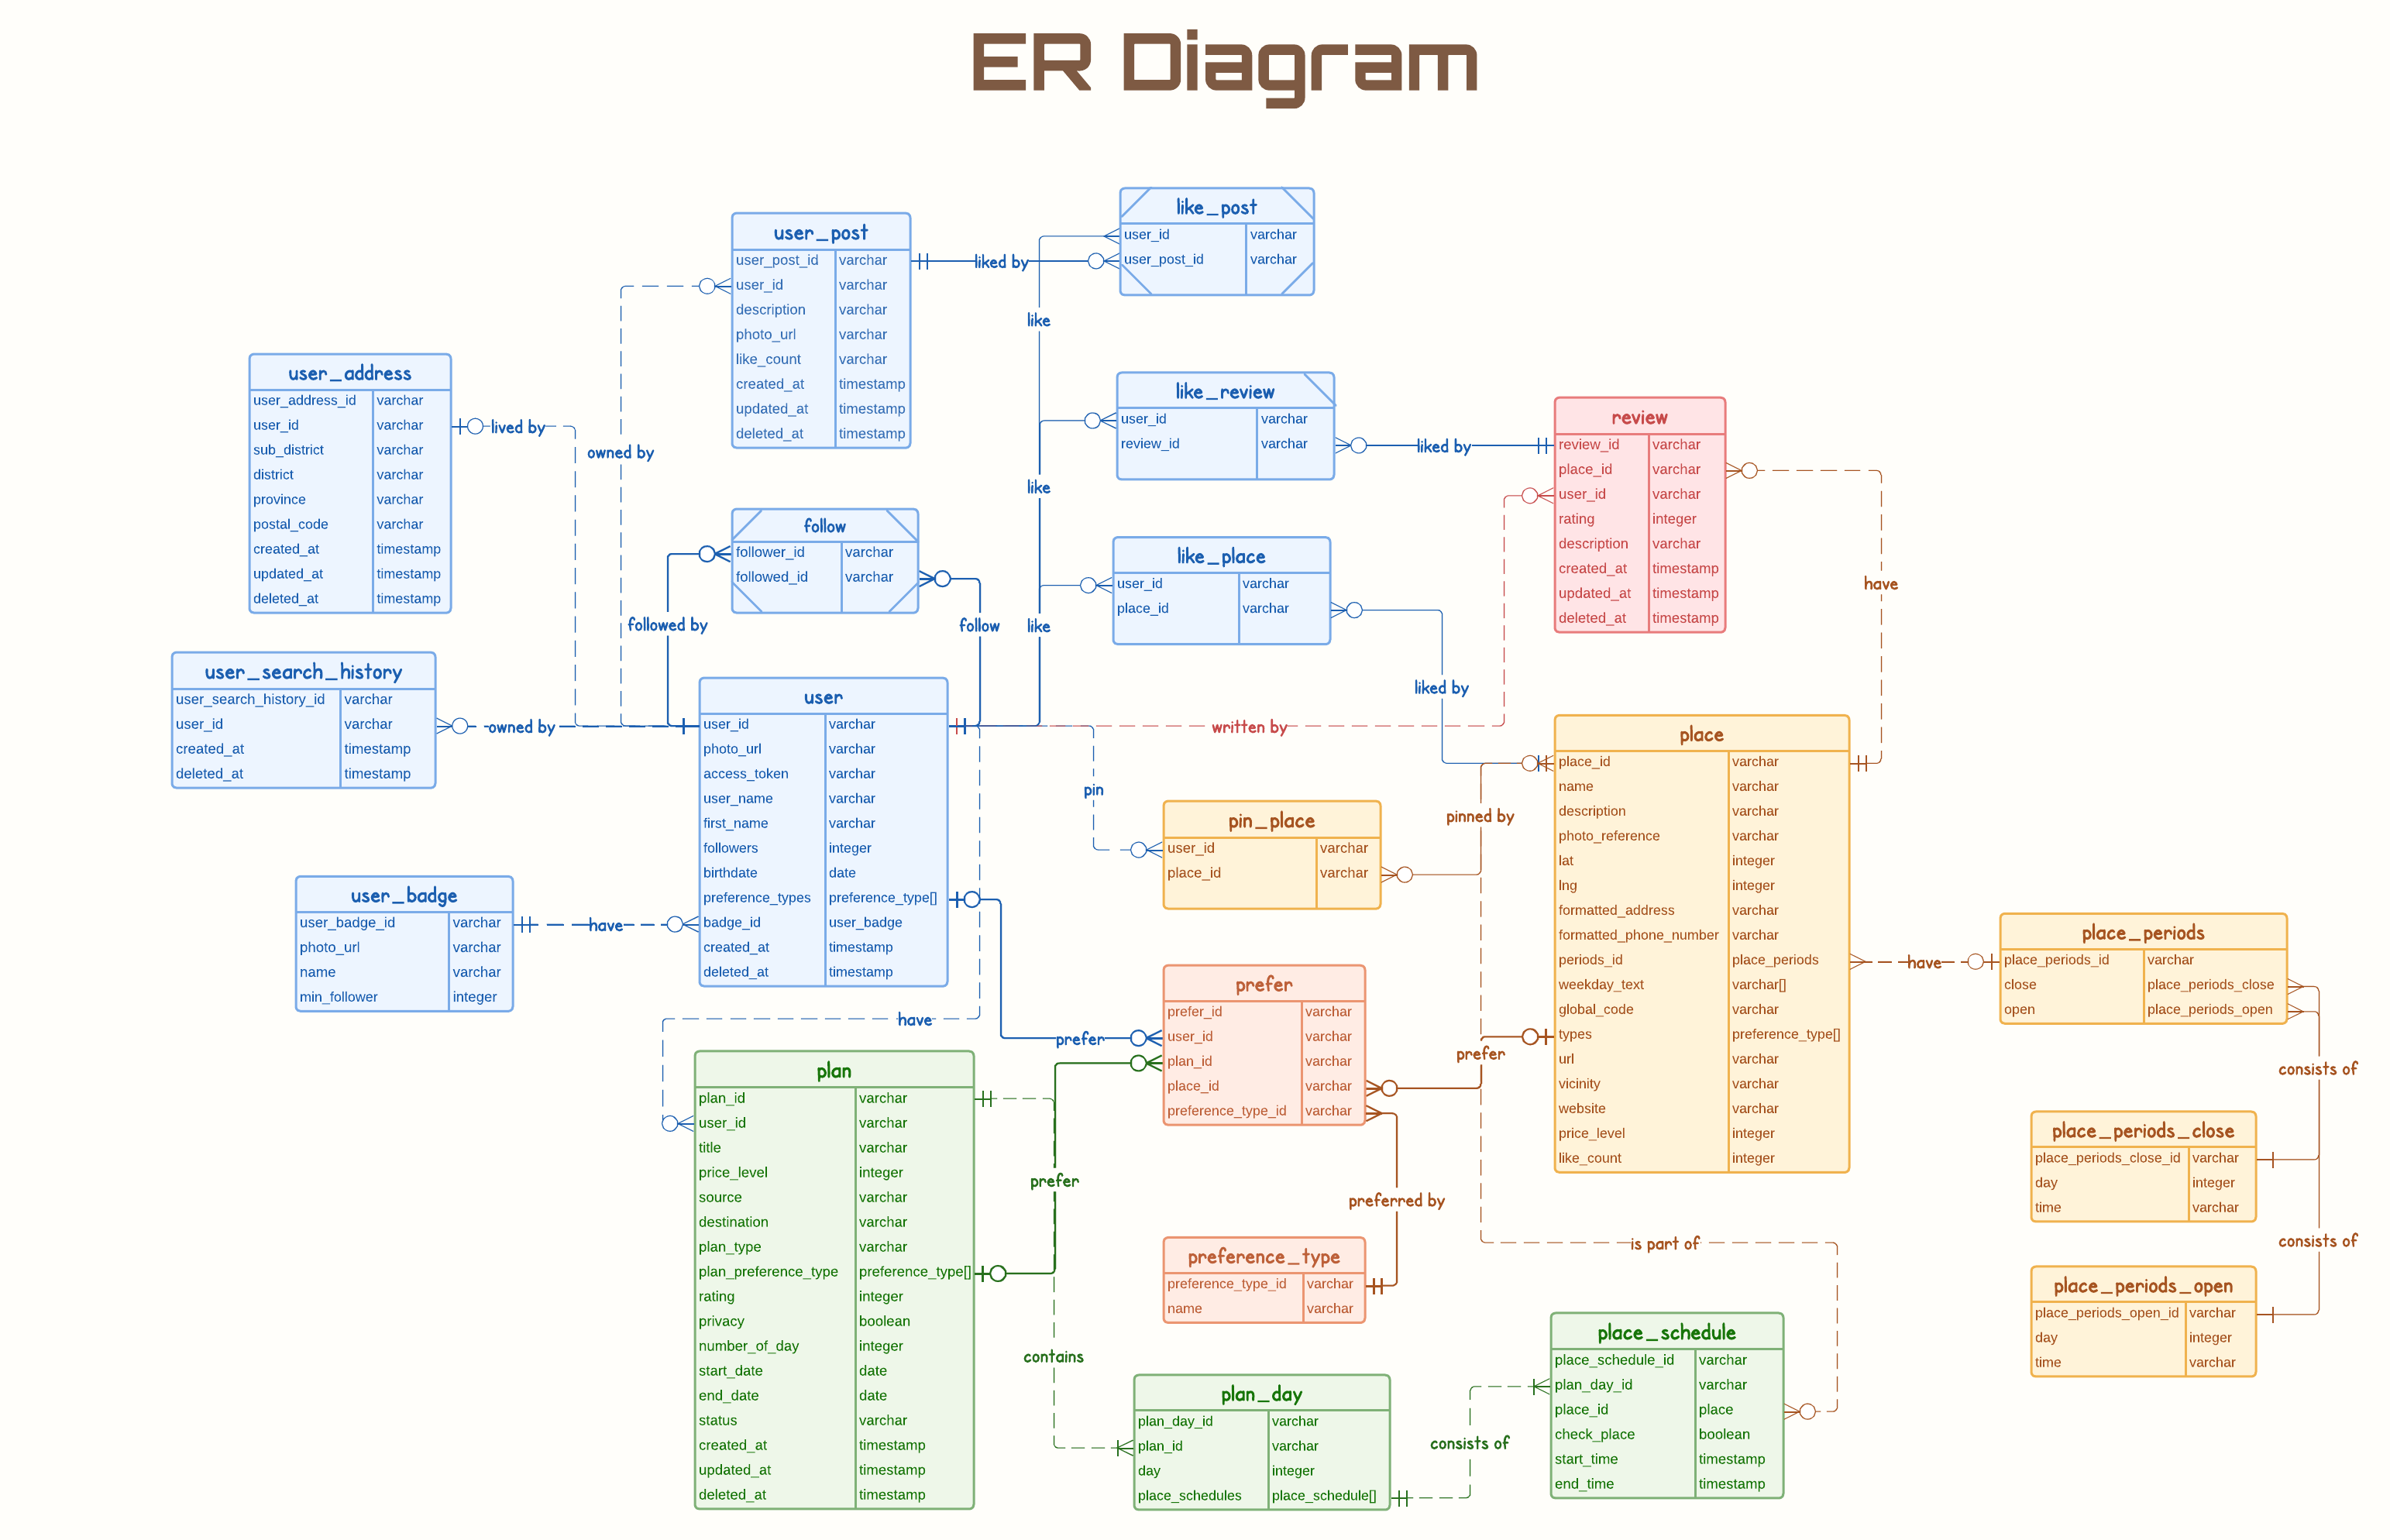 ER Diagram
like_post
user_id varchar
user_post_id varchar
user_post
user_post_id varchar
user_id varchar
description varchar
photo_url varchar
like_count varchar
created_at timestamp
updated_at timestamp
deleted_at timestamp
liked by
like
owned by
user_address
user_address_id varchar
user_id varchar
sub_district varchar
district varchar
province varchar
postal_code varchar
created_at timestamp
updated_at timestamp
deleted_at timestamp
lived by
like_review
user_id varchar
review_id varchar
liked by
like
review
review_id varchar
place_id varchar
user_id varchar
rating integer
description varchar
created_at timestamp
updated_at timestamp
deleted_at timestamp
have
follow
follower_id varchar
followed_id varchar
followed by
follow
like
like_place
user_id varchar
place_id varchar
liked by
user_search_history
user_search_history_id varchar
user_id varchar
created_at timestamp
deleted_at timestamp
owned by
user
user_id varchar
photo_url varchar
access_token varchar
user_name varchar
first_name varchar
followers integer
birthdate date
preference_types preference_type[]
badge_id user_badge
created_at timestamp
deleted_at timestamp
written by
pin
pinned by
place
place_id varchar
name varchar
description varchar
photo_reference varchar
lat integer
lng integer
formatted_address varchar
formatted_phone_number varchar
periods_id place_periods
weekday_text varchar[]
global_code varchar
types preference_type[]
url varchar
vicinity varchar
website varchar
price_level integer
like_count integer
pin_place
user_id varchar
place_id varchar
user_badge
user_badge_id varchar
photo_url varchar
name varchar
min_follower integer
have
have
place_periods
place_periods_id varchar
close place_periods_close
open place_periods_open
prefer
prefer_id varchar
user_id varchar
plan_id varchar
place_id varchar
preference_type_id varchar
have
prefer
prefer
consists of
plan
plan_id varchar
user_id varchar
title varchar
price_level integer
source varchar
destination varchar
plan_type varchar
plan_preference_type preference_type[]
rating integer
privacy boolean
number_of_day integer
start_date date
end_date date
status varchar
created_at timestamp
updated_at timestamp
deleted_at timestamp
prefer
preferred by
place_periods_close
place_periods_close_id varchar
day integer
time varchar
is part of
consists of
preference_type
preference_type_id varchar
name varchar
place_periods_open
place_periods_open_id varchar
day integer
time varchar
contains
place_schedule
place_schedule_id varchar
plan_day_id varchar
place_id place
check_place boolean
start_time timestamp
end_time timestamp
plan_day
plan_day_id varchar
plan_id varchar
day integer
place_schedules place_schedule[]
consists of